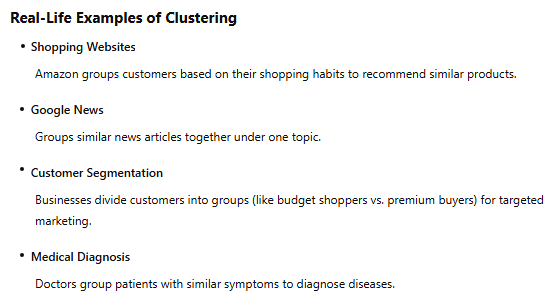 Real-Life Examples of Clustering
• Shopping Websites
Amazon groups customers based on their shopping habits to recommend similar products.
• Google News
Groups similar news articles together under one topic.
• Customer Segmentation
Businesses divide customers into groups (like budget shoppers vs. premium buyers) for targeted
marketing.
• Medical Diagnosis
Doctors group patients with similar symptoms to diagnose diseases.